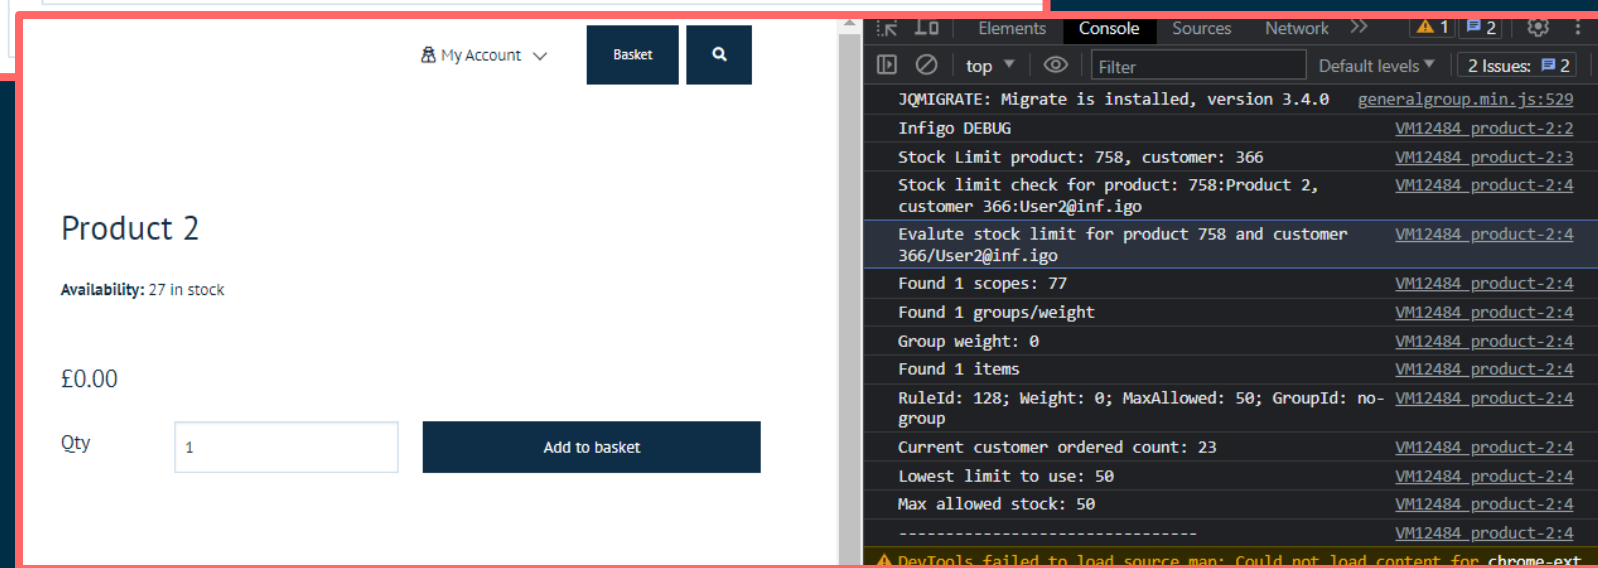 My Account
Basket
Product 2
Availability: 27 in stock
£0.00
Qty
1
Add to basket
Elements
Console
Sources
Network
1
2
top
Filter
Default levels
2 Issues:
2
JQMIGRATE: Migrate is installed, version 3.4.0 generalgroup.min.js:529
Infigo DEBUG VM12484 product-2:2
Stock Limit product: 758, customer: 366 VM12484 product-2:3
Stock limit check for product: 758:Product 2, VM12484 product-2:4
customer 366:User2@inf.igo
Evalute stock limit for product 758 and customer VM12484 product-2:4
366/User2@inf.igo
Found 1 scopes: 77 VM12484 product-2:4
Found 1 groups/weight VM12484 product-2:4
Group weight: 0 VM12484 product-2:4
Found 1 items VM12484 product-2:4
RuleId: 128; Weight: 0; MaxAllowed: 50; GroupId: no- VM12484 product-2:4
group
Current customer ordered count: 23 VM12484 product-2:4
Lowest limit to use: 50 VM12484 product-2:4
Max allowed stock: 50 VM12484 product-2:4
-------------------------------- VM12484 product-2:4
DevTools failed to load source map: Could not load content for chrome-ext